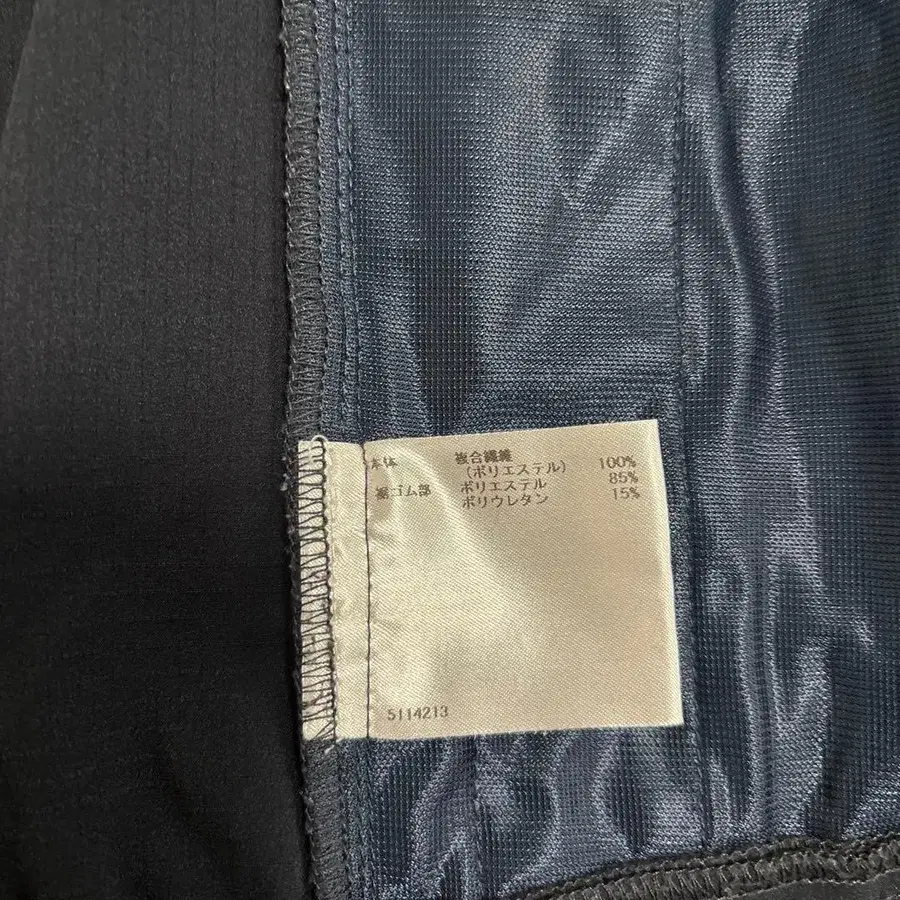 本体 複合繊維
（ポリエステル） 100%
裾ゴム部 ポリエステル 85%
ポリウレタン 15%
5114213